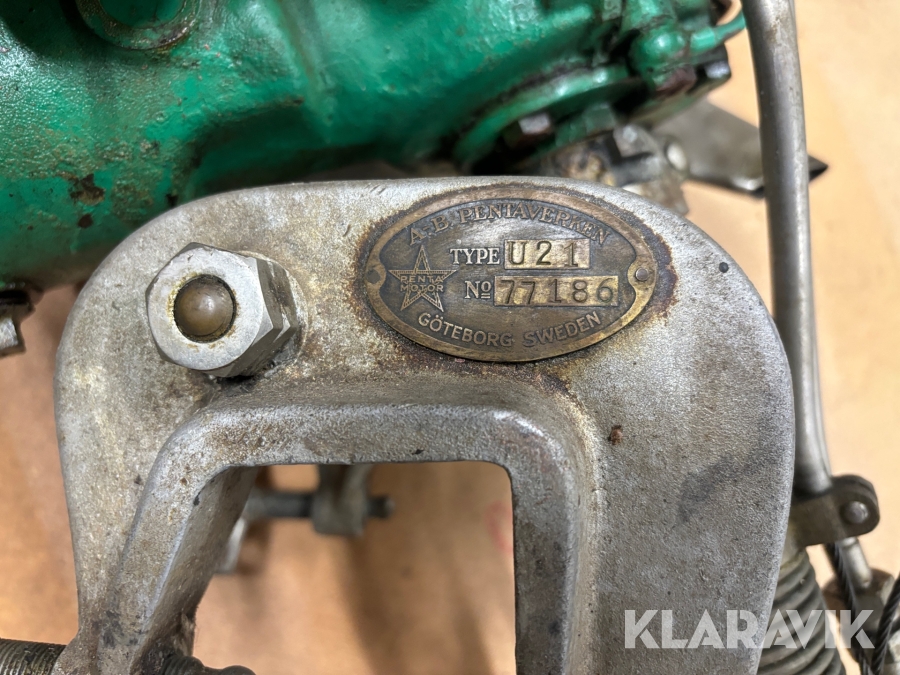 A.-B. PENTAVERKEN
TYPE U21
PENTA
MOTOR
No 77186
GÖTEBORG SWEDEN
KLARAVIK